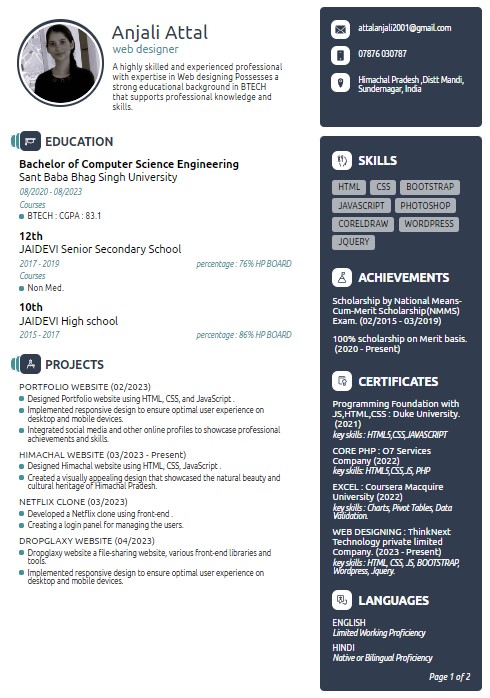 Anjali Attal
web designer
A highly skilled and experienced professional
with expertise in Web designing Possesses a
strong educational background in BTECH
that supports professional knowledge and
skills.
attalanjali2001@gmail.com
07876 030787
Himachal Pradesh ,Distt Mandi,
Sundernagar, India
EDUCATION
Bachelor of Computer Science Engineering
Sant Baba Bhag Singh University
08/2020 - 08/2023
Courses
BTECH : CGPA : 83.1
12th
JAIDEVI Senior Secondary School
2017 - 2019 percentage : 76% HP BOARD
Courses
Non Med.
10th
JAIDEVI High school
2015 - 2017 percentage : 86% HP BOARD
PROJECTS
PORTFOLIO WEBSITE (02/2023)
Designed Portfolio website using HTML, CSS, and JavaScript .
Implemented responsive design to ensure optimal user experience on
desktop and mobile devices.
Integrated social media and other online profiles to showcase professional
achievements and skills.
HIMACHAL WEBSITE (03/2023 - Present)
Designed Himachal website using HTML, CSS, JavaScript .
Created a visually appealing design that showcased the natural beauty and
cultural heritage of Himachal Pradesh.
NETFLIX CLONE (03/2023)
Developed a Netflix clone using front-end .
Creating a login panel for managing the users.
DROPGLAXY WEBSITE (04/2023)
Dropglaxy website a file-sharing website, various front-end libraries and
tools.
Implemented responsive design to ensure optimal user experience on
desktop and mobile devices.
SKILLS
HTML CSS BOOTSTRAP
JAVASCRIPT PHOTOSHOP
CORELDRAW WORDPRESS
JQUERY
ACHIEVEMENTS
Scholarship by National Means-
Cum-Merit Scholarship(NMMS)
Exam. (02/2015 - 03/2019)
100% scholarship on Merit basis.
(2020 - Present)
CERTIFICATES
Programming Foundation with
JS,HTML,CSS : Duke University.
(2021)
key skills : HTML5,CSS,JAVASCRIPT
CORE PHP : O7 Services
Company (2022)
key skills: HTML5,CSS,JS, PHP
EXCEL : Coursera Macquire
University (2022)
key skills : Charts, Pivot Tables, Data
Validation.
WEB DESIGNING : ThinkNext
Technology private limited
Company. (2023 - Present)
key skills : HTML, CSS, JS, BOOTSTRAP,
Wordpress, Jquery.
LANGUAGES
ENGLISH
Limited Working Proficiency
HINDI
Native or Bilingual Proficiency
Page 1 of 2